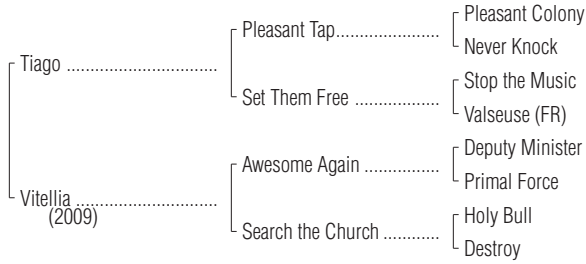 Pleasant Colony
Pleasant Tap
Never Knock
Tiago
Stop the Music
Set Them Free
Valseuse (FR)
Deputy Minister
Awesome Again
Primal Force
Vitellia
(2009)
Holy Bull
Search the Church
Destroy